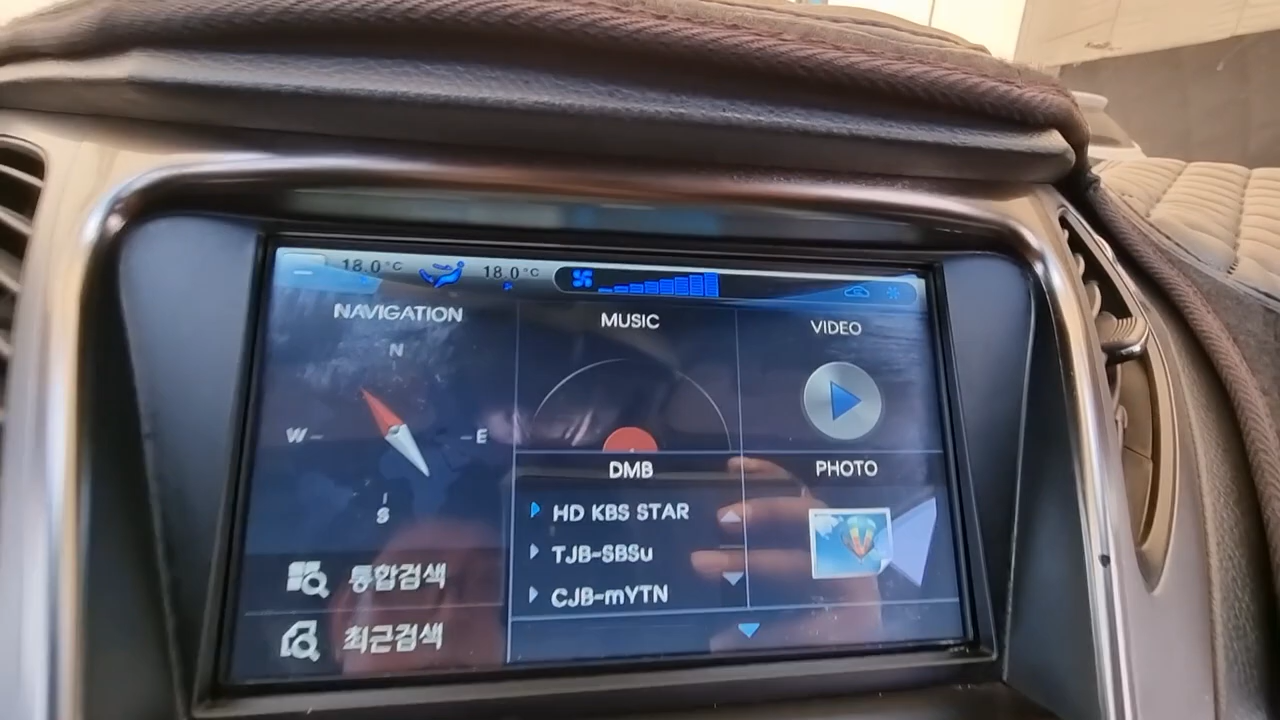 18.0°C 18.0°C
NAVIGATION
N
W E
S
통합검색
최근검색
MUSIC
VIDEO
DMB
HD KBS STAR
TJB-SBSu
CJB-mYTN
PHOTO